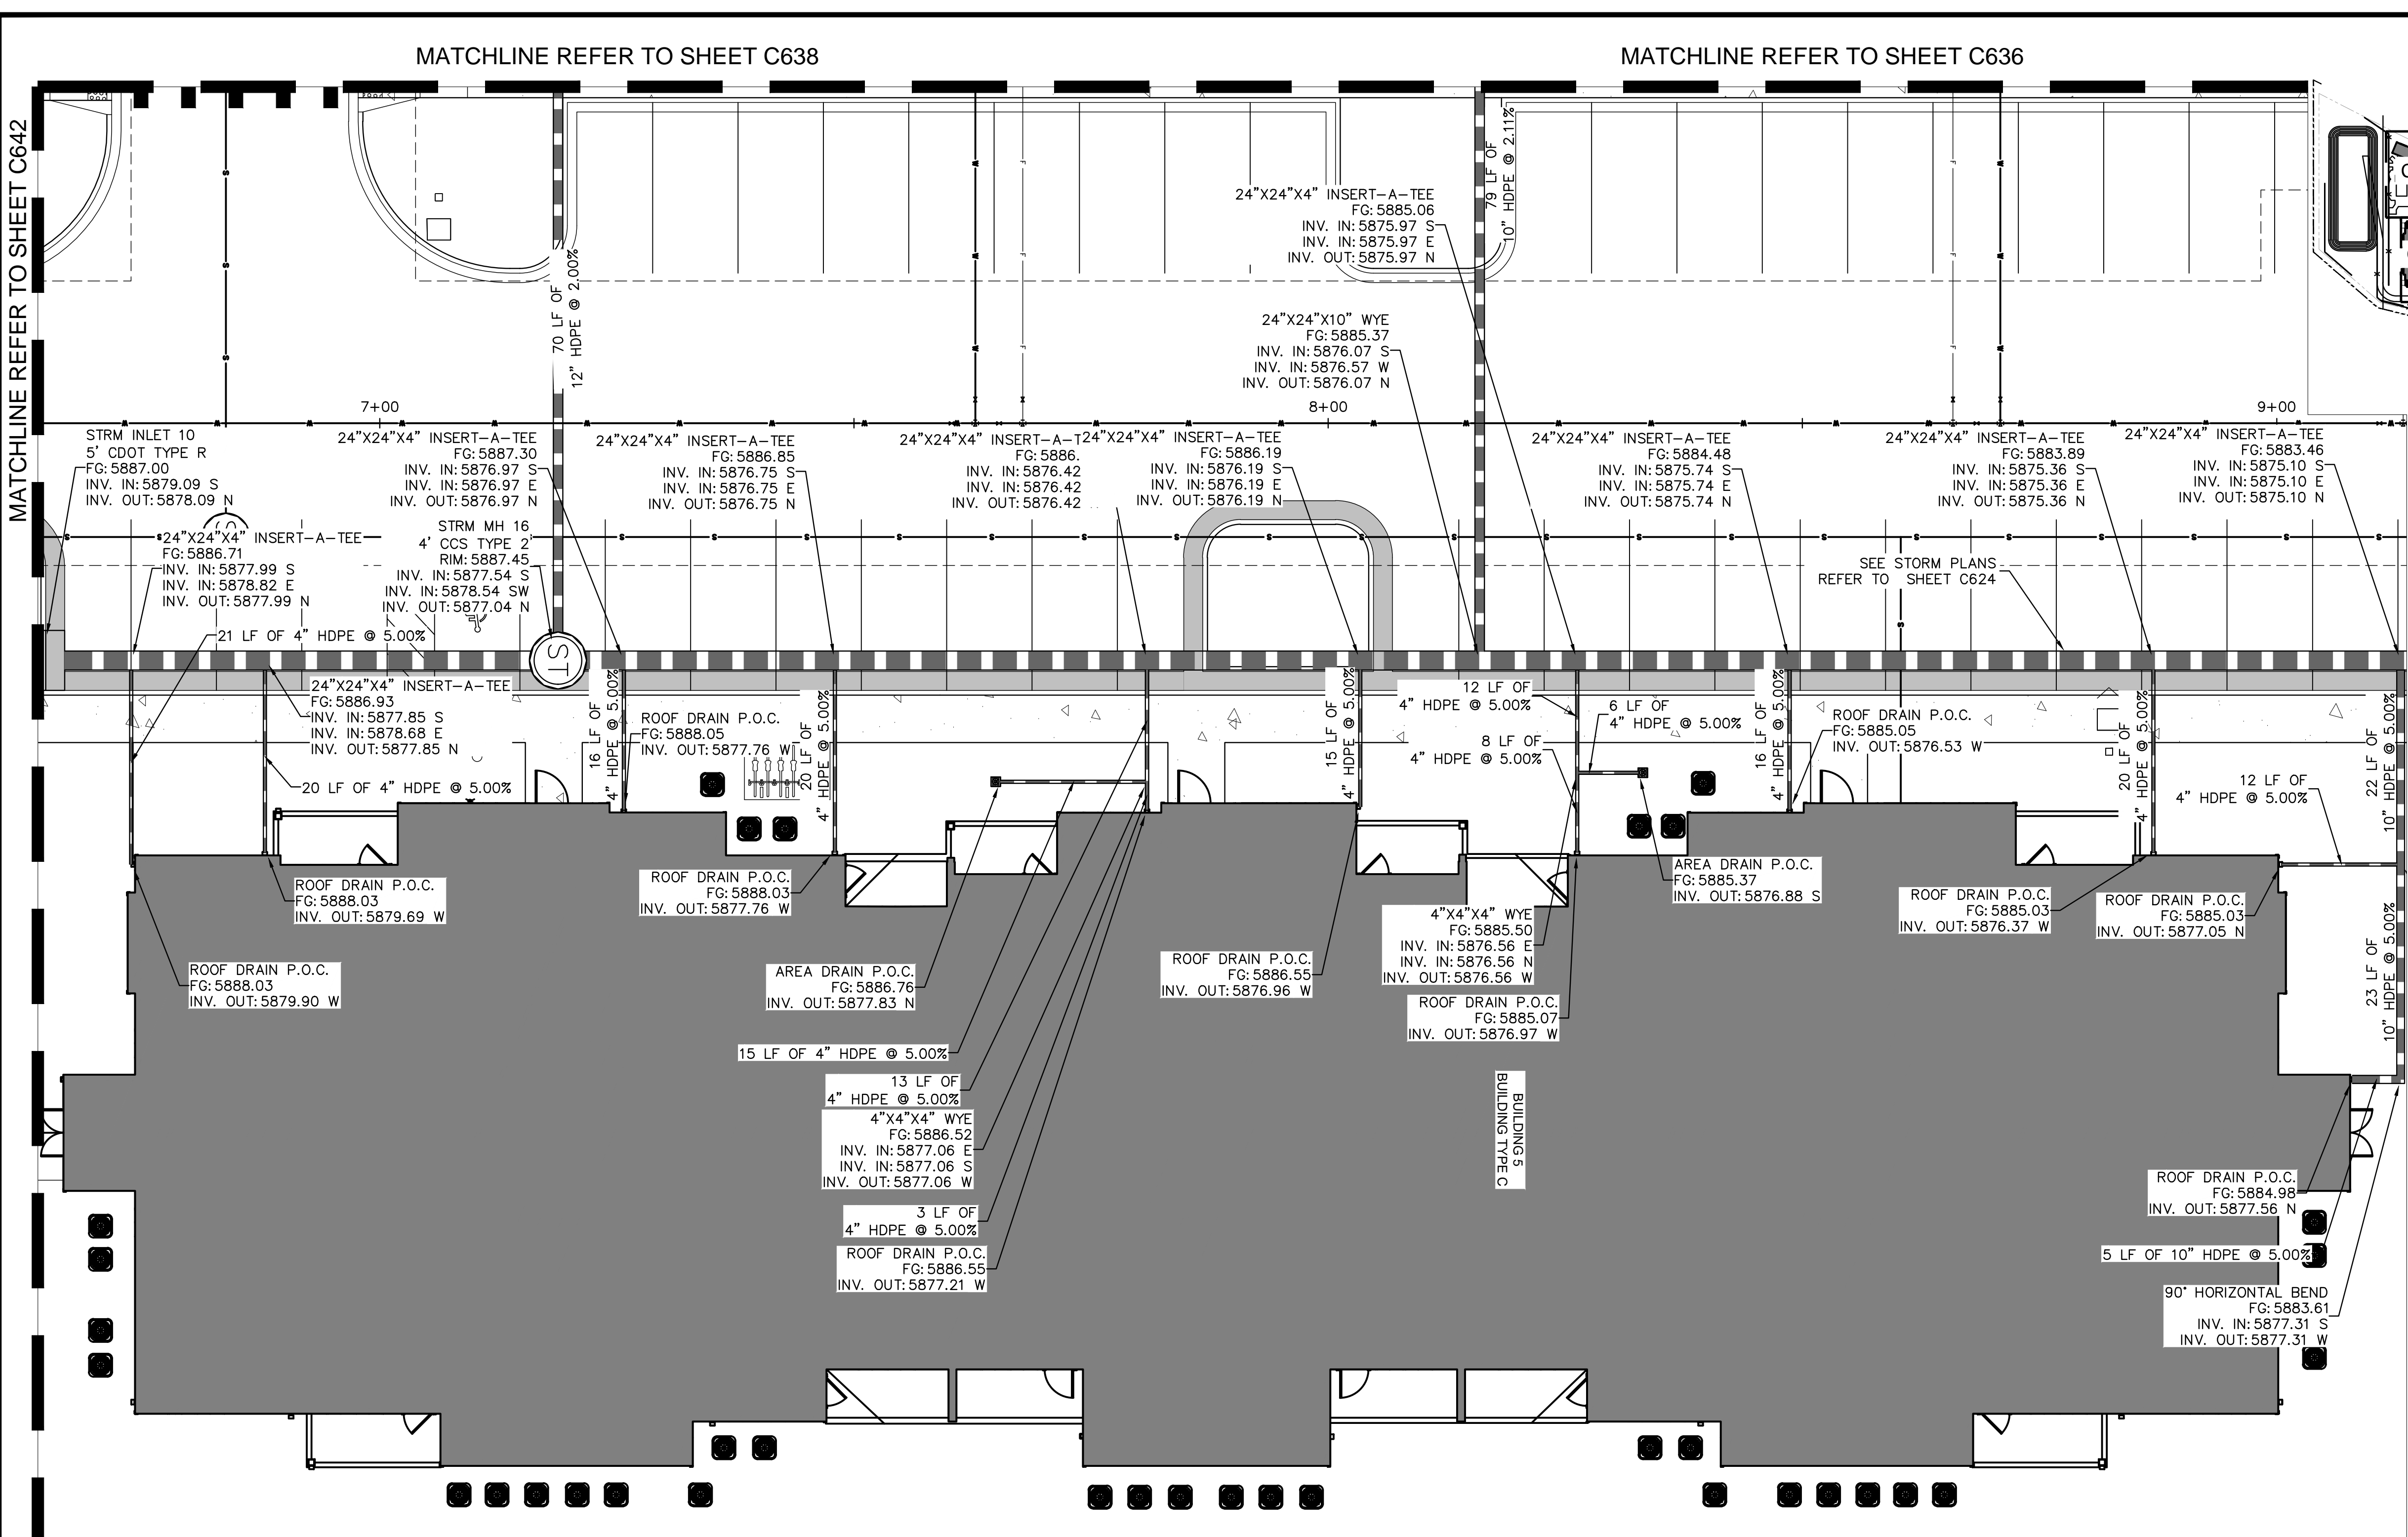 MATCHLINE REFER TO SHEET C638
MATCHLINE REFER TO SHEET C636
MATCHLINE REFER TO SHEET C642
79 LF OF
10" HDPE @ 2.11%
24"X24"X4" INSERT-A-TEE
FG: 5885.06
INV. IN: 5875.97 S
INV. IN: 5875.97 E
INV. OUT: 5875.97 N
70 LF OF
12" HDPE @ 2.00%
24"X24"X10" WYE
FG: 5885.37
INV. IN: 5876.07 S
INV. IN: 5876.57 W
INV. OUT: 5876.07 N
7+00
8+00
9+00
STRM INLET 10
5' CDOT TYPE R
FG: 5887.00
INV. IN: 5879.09 S
INV. OUT: 5878.09 N
24"X24"X4" INSERT-A-TEE
FG: 5887.30
INV. IN: 5876.97 S
INV. IN: 5876.97 E
INV. OUT: 5876.97 N
24"X24"X4" INSERT-A-TEE
FG: 5886.85
INV. IN: 5876.75 S
INV. IN: 5876.75 E
INV. OUT: 5876.75 N
24"X24"X4" INSERT-A-T
FG: 5886.
INV. IN: 5876.42
INV. IN: 5876.42
INV. OUT: 5876.42
24"X24"X4" INSERT-A-TEE
FG: 5886.19
INV. IN: 5876.19 S
INV. IN: 5876.19 E
INV. OUT: 5876.19 N
24"X24"X4" INSERT-A-TEE
FG: 5884.48
INV. IN: 5875.74 S
INV. IN: 5875.74 E
INV. OUT: 5875.74 N
24"X24"X4" INSERT-A-TEE
FG: 5883.89
INV. IN: 5875.36 S
INV. IN: 5875.36 E
INV. OUT: 5875.36 N
24"X24"X4" INSERT-A-TEE
FG: 5883.46
INV. IN: 5875.10 S
INV. IN: 5875.10 E
INV. OUT: 5875.10 N
24"X24"X4" INSERT-A-TEE
FG: 5886.71
INV. IN: 5877.99 S
INV. IN: 5878.82 E
INV. OUT: 5877.99 N
STRM MH 16
4' CCS TYPE 2
RIM: 5887.45
INV. IN: 5877.54 S
INV. IN: 5878.54 SW
INV. OUT: 5877.04 N
SEE STORM PLANS
REFER TO SHEET C624
21 LF OF 4" HDPE @ 5.00%
ST
24"X24"X4" INSERT-A-TEE
FG: 5886.93
INV. IN: 5877.85 S
INV. IN: 5878.68 E
INV. OUT: 5877.85 N
20 LF OF 4" HDPE @ 5.00%
16 LF OF
4" HDPE @ 5.00%
ROOF DRAIN P.O.C.
FG: 5888.05
INV. OUT: 5877.76 W
20 LF OF
4" HDPE @ 5.00%
15 LF OF
4" HDPE @ 5.00%
12 LF OF
4" HDPE @ 5.00%
8 LF OF
4" HDPE @ 5.00%
6 LF OF
4" HDPE @ 5.00%
16 LF OF
4" HDPE @ 5.00%
ROOF DRAIN P.O.C.
FG: 5885.05
INV. OUT: 5876.53 W
20 LF OF
4" HDPE @ 5.00%
12 LF OF
4" HDPE @ 5.00%
22 LF OF
10" HDPE @ 5.00%
ROOF DRAIN P.O.C.
FG: 5888.03
INV. OUT: 5879.69 W
ROOF DRAIN P.O.C.
FG: 5888.03
INV. OUT: 5877.76 W
AREA DRAIN P.O.C.
FG: 5885.37
INV. OUT: 5876.88 S
ROOF DRAIN P.O.C.
FG: 5885.03
INV. OUT: 5876.37 W
ROOF DRAIN P.O.C.
FG: 5885.03
INV. OUT: 5877.05 N
23 LF OF
10" HDPE @ 5.00%
4"X4"X4" WYE
FG: 5885.50
INV. IN: 5876.56 E
INV. IN: 5876.56 N
INV. OUT: 5876.56 W
ROOF DRAIN P.O.C.
FG: 5888.03
INV. OUT: 5879.90 W
AREA DRAIN P.O.C.
FG: 5886.76
INV. OUT: 5877.83 N
ROOF DRAIN P.O.C.
FG: 5886.55
INV. OUT: 5876.96 W
ROOF DRAIN P.O.C.
FG: 5885.07
INV. OUT: 5876.97 W
15 LF OF 4" HDPE @ 5.00%
13 LF OF
4" HDPE @ 5.00%
4"X4"X4" WYE
FG: 5886.52
INV. IN: 5877.06 E
INV. IN: 5877.06 S
INV. OUT: 5877.06 W
BUILDING 5
BUILDING TYPE C
3 LF OF
4" HDPE @ 5.00%
ROOF DRAIN P.O.C.
FG: 5886.55
INV. OUT: 5877.21 W
ROOF DRAIN P.O.C.
FG: 5884.98
INV. OUT: 5877.56 N
5 LF OF 10" HDPE @ 5.00%
90° HORIZONTAL BEND
FG: 5883.61
INV. IN: 5877.31 S
INV. OUT: 5877.31 W